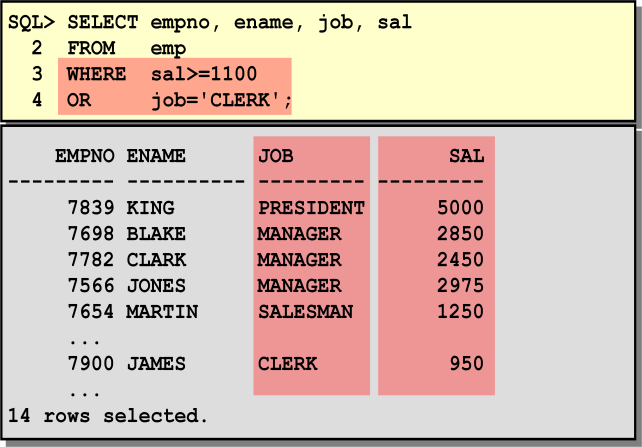 SQL> SELECT empno, ename, job, sal
  2  FROM   emp
  3  WHERE  sal>=1100
  4  OR     job='CLERK';
    EMPNO ENAME      JOB             SAL
--------- ---------- --------- ---------
     7839 KING       PRESIDENT      5000
     7698 BLAKE      MANAGER        2850
     7782 CLARK      MANAGER        2450
     7566 JONES      MANAGER        2975
     7654 MARTIN     SALESMAN       1250
     ...
     7900 JAMES      CLERK           950
     ...
14 rows selected.